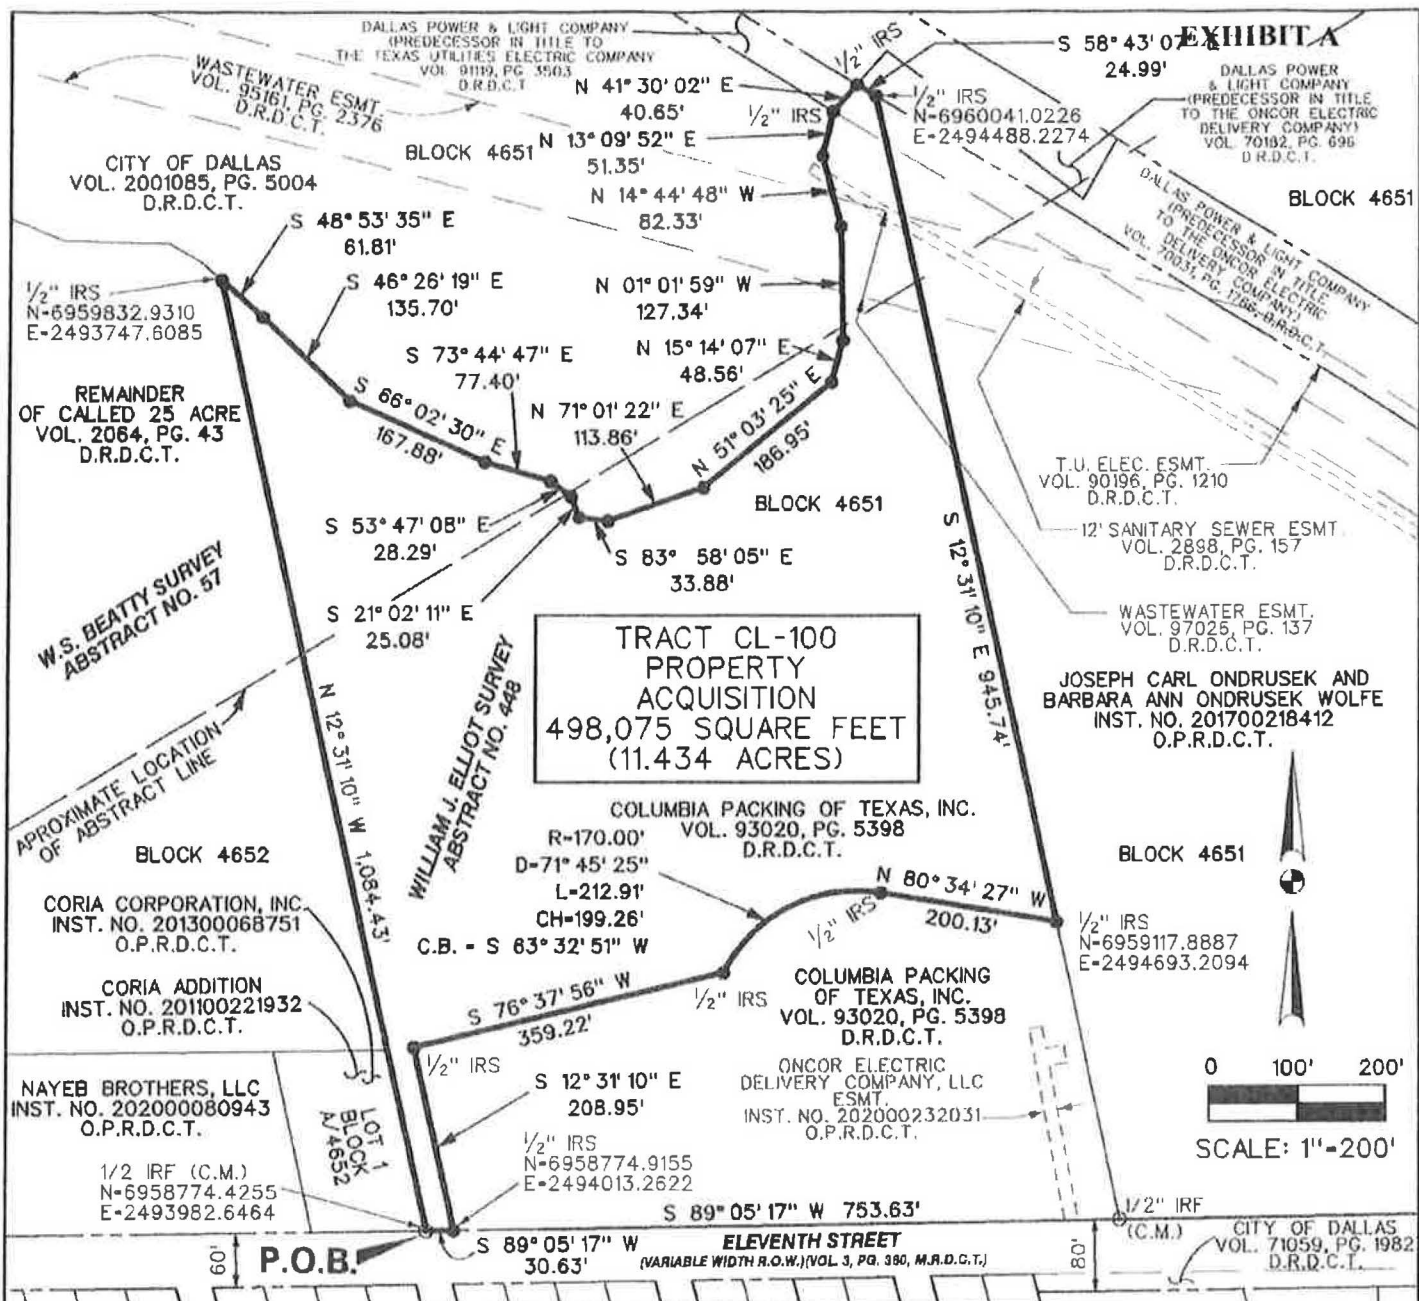 EXHIBIT A
DALLAS POWER & LIGHT COMPANY
(PREDECESSOR IN TITLE TO
THE TEXAS UTILITIES ELECTRIC COMPANY
VOL 91119, PG 3503
D.R.D.C.T
WASTEWATER ESMT
VOL. 95161, PG. 2376
D.R.D.C.T.
CITY OF DALLAS
VOL. 2001085, PG. 5004
D.R.D.C.T.
BLOCK 4651
1/2" IRS
S 58° 43' 07"
24.99'
N 41° 30' 02" E
40.65'
1/2" IRS
1/2" IRS
N-6960041.0226
E-2494488.2274
DALLAS POWER
& LIGHT COMPANY
(PREDECESSOR IN TITLE
TO THE ONCOR ELECTRIC
DELIVERY COMPANY)
VOL. 70182, PG. 696
D.R.D.C.T.
N 13° 09' 52" E
51.35'
N 14° 44' 48" W
82.33'
BLOCK 4651
DALLAS POWER & LIGHT COMPANY
(PREDECESSOR IN TITLE
TO THE ONCOR ELECTRIC
DELIVERY COMPANY)
VOL. 70031, PG. 1766, D.R.D.C.T.
S 48° 53' 35" E
61.81'
1/2" IRS
N-6959832.9310
E-2493747.6085
S 46° 26' 19" E
135.70'
N 01° 01' 59" W
127.34'
S 73° 44' 47" E
77.40'
N 15° 14' 07" E
48.56'
REMAINDER
OF CALLED 25 ACRE
VOL. 2064, PG. 43
D.R.D.C.T.
S 66° 02' 30" E
167.88'
N 71° 01' 22" E
113.86'
N 51° 03' 25" E
186.95'
BLOCK 4651
T.U. ELEC. ESMT.
VOL. 90196, PG. 1210
D.R.D.C.T.
S 53° 47' 08" E
28.29'
S 83° 58' 05" E
33.88'
12' SANITARY SEWER ESMT.
VOL. 2898, PG. 157
D.R.D.C.T.
W.S. BEATTY SURVEY
ABSTRACT NO. 57
S 21° 02' 11" E
25.08'
WASTEWATER ESMT.
VOL. 97025, PG. 137
D.R.D.C.T.
S 12° 31' 10" E 945.74'
TRACT CL-100
PROPERTY
ACQUISITION
498,075 SQUARE FEET
(11.434 ACRES)
JOSEPH CARL ONDRUSEK AND
BARBARA ANN ONDRUSEK WOLFE
INST. NO. 201700218412
O.P.R.D.C.T.
WILLIAM J. ELLIOT SURVEY
ABSTRACT NO. 448
N 12° 31' 10" W 1,084.43'
APROXIMATE LOCATION
OF ABSTRACT LINE
COLUMBIA PACKING OF TEXAS, INC.
VOL. 93020, PG. 5398
D.R.D.C.T.
R-170.00'
D-71° 45' 25"
L-212.91'
CH-199.26'
C.B. - S 63° 32' 51" W
BLOCK 4652
BLOCK 4651
N 80° 34' 27" W
200.13'
1/2" IRS
1/2" IRS
N-6959117.8887
E-2494693.2094
CORIA CORPORATION, INC.
INST. NO. 201300068751
O.P.R.D.C.T.
CORIA ADDITION
INST. NO. 201100221932
O.P.R.D.C.T.
S 76° 37' 56" W
359.22'
1/2" IRS
COLUMBIA PACKING
OF TEXAS, INC.
VOL. 93020, PG. 5398
D.R.D.C.T.
1/2" IRS
NAYEB BROTHERS, LLC
INST. NO. 202000080943
O.P.R.D.C.T.
LOT 1
BLOCK
A/4652
S 12° 31' 10" E
208.95'
ONCOR ELECTRIC
DELIVERY COMPANY, LLC
ESMT.
INST. NO. 202000232031
O.P.R.D.C.T.
0 100' 200'
SCALE: 1"-200'
1/2 IRF (C.M.)
N-6958774.4255
E-2493982.6464
1/2" IRS
N-6958774.9155
E-2494013.2622
S 89° 05' 17" W 753.63'
1/2" IRF
(C.M.)
60'
P.O.B.
S 89° 05' 17" W
30.63'
ELEVENTH STREET
(VARIABLE WIDTH R.O.W.)(VOL 3, PG. 380, M.R.D.C.T.)
80'
CITY OF DALLAS
VOL. 71059, PG. 1982
D.R.D.C.T.